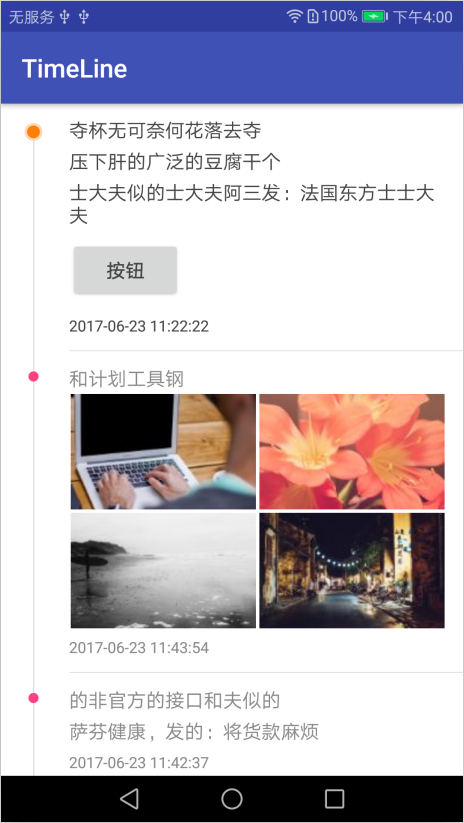 无服务 100% 下午4:00
TimeLine
夺杯无可奈何花落去夺
压下肝的广泛的豆腐干个
士大夫似的士大夫阿三发：法国东方士士大
夫
按钮
2017-06-23 11:22:22
和计划工具钢
2017-06-23 11:43:54
的非官方的接口和夫似的
萨芬健康，发的：将货款麻烦
2017-06-23 11:42:37